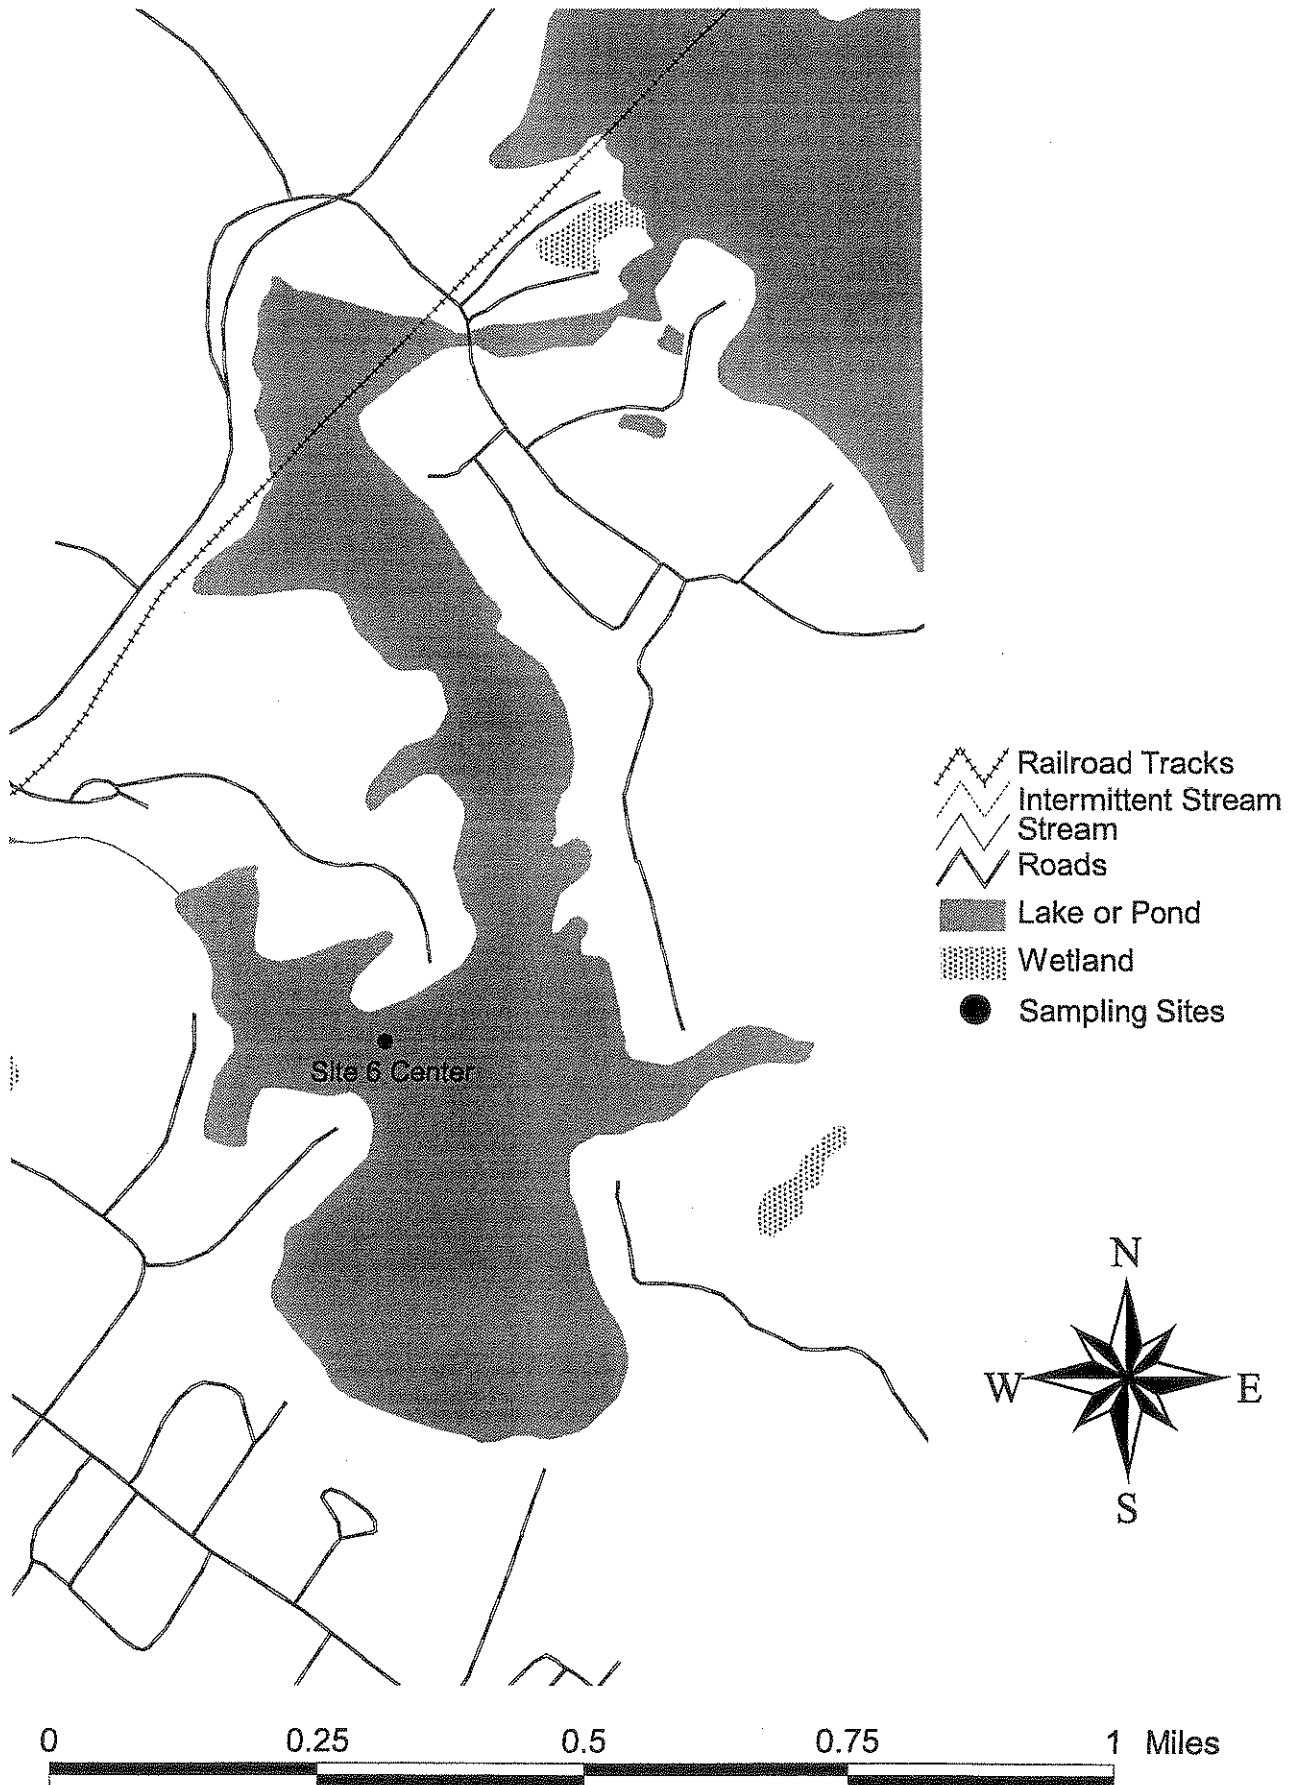 Railroad Tracks
Intermittent Stream
Stream
Roads
Lake or Pond
Wetland
Sampling Sites
Site 6 Center
N
W E
S
0 0.25 0.5 0.75 1 Miles